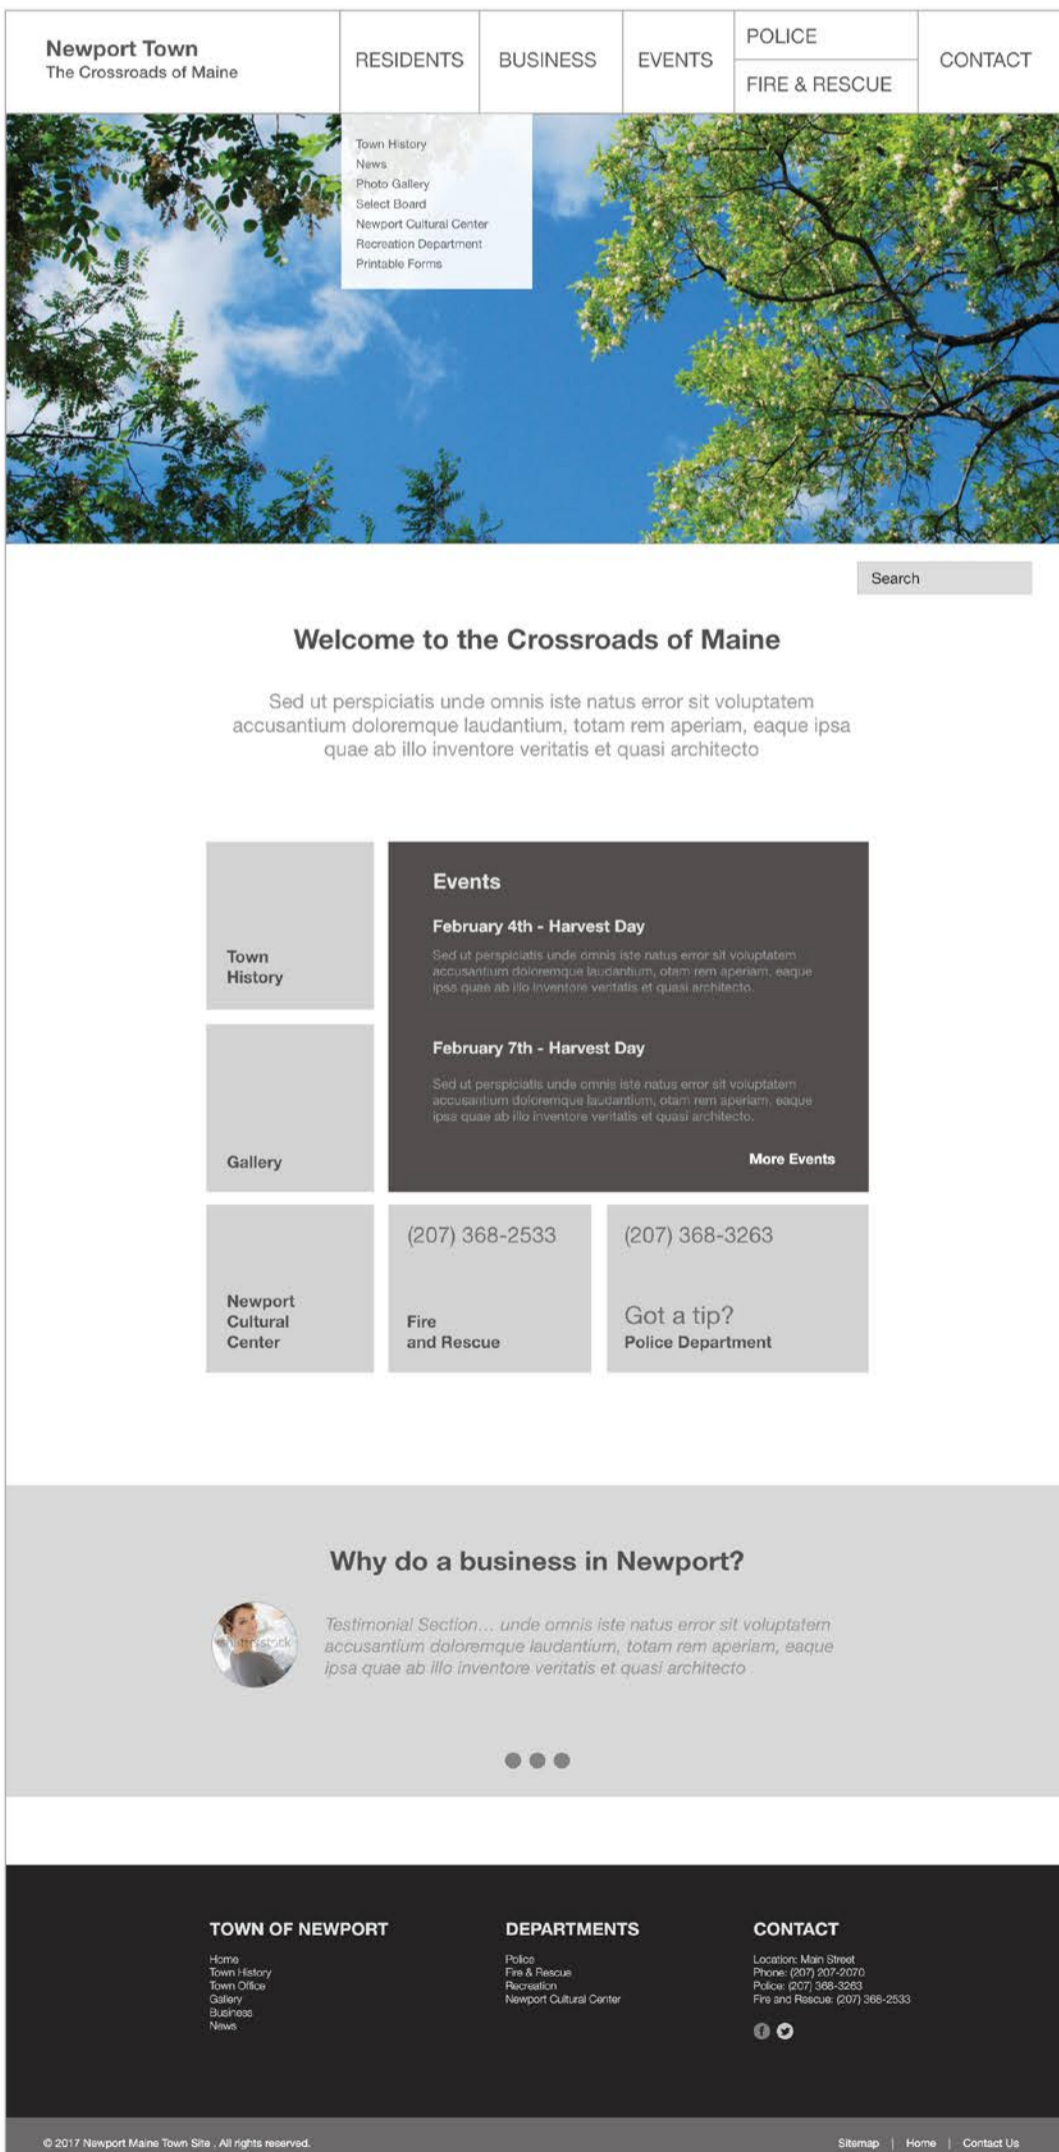 Newport Town
The Crossroads of Maine
RESIDENTS
BUSINESS
EVENTS
POLICE
FIRE & RESCUE
CONTACT
Town History
News
Photo Gallery
Select Board
Newport Cultural Center
Recreation Department
Printable Forms
Search
Welcome to the Crossroads of Maine
Sed ut perspiciatis unde omnis iste natus error sit voluptatem
accusantium doloremque laudantium, totam rem aperiam, eaque ipsa
quae ab illo inventore veritatis et quasi architecto
Town
History
Gallery
Events
February 4th - Harvest Day
Sed ut perspiciatis unde omnis iste natus error sit voluptatem
accusantium doloremque laudantium, otam rem aperiam, eaque
ipsa quae ab illo inventore veritatis et quasi architecto.
February 7th - Harvest Day
Sed ut perspiciatis unde omnis iste natus error sit voluptatem
accusantium doloremque laudantium, otam rem aperiam, eaque
ipsa quae ab illo inventore veritatis et quasi architecto.
More Events
Newport
Cultural
Center
(207) 368-2533
Fire
and Rescue
(207) 368-3263
Got a tip?
Police Department
Why do a business in Newport?
Testimonial Section... unde omnis iste natus error sit voluptatem
accusantium doloremque laudantium, totam rem aperiam, eaque
ipsa quae ab illo inventore veritatis et quasi architecto
TOWN OF NEWPORT
Home
Town History
Town Office
Gallery
Business
News
DEPARTMENTS
Police
Fire & Rescue
Recreation
Newport Cultural Center
CONTACT
Location: Main Street
Phone: (207) 207-2070
Police: (207) 368-3263
Fire and Rescue: (207) 368-2533
© 2017 Newport Maine Town Site . All rights reserved.
Sitemap | Home | Contact Us